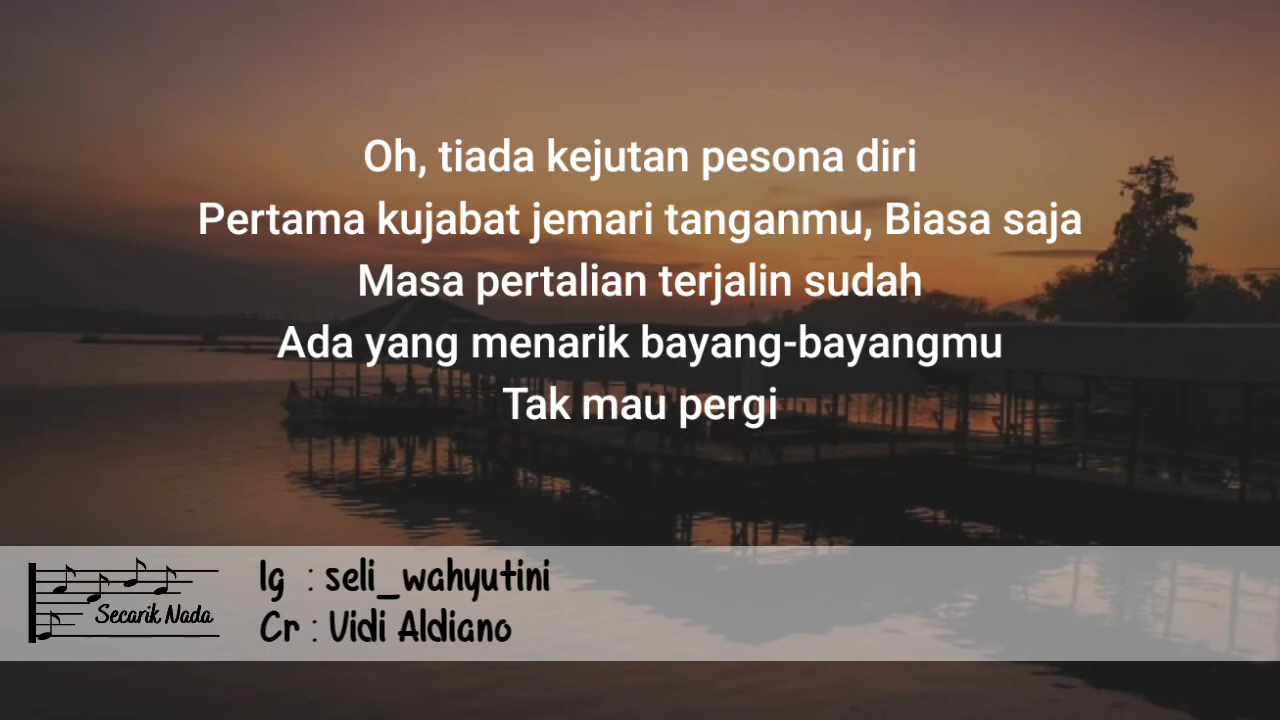 Oh, tiada kejutan pesona diri
Pertama kujabat jemari tanganmu, Biasa saja
Masa pertalian terjalin sudah
Ada yang menarik bayang-bayangmu
Tak mau pergi
Secarik Nada
Ig : seli_wahyutini
Cr : Vidi Aldiano